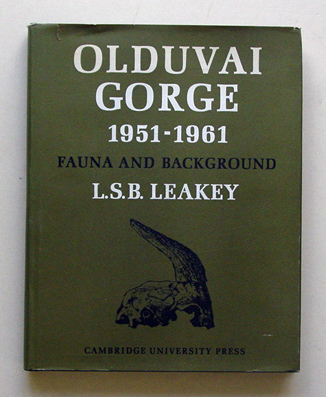 OLDUVAI
GORGE
1951-1961
FAUNA AND BACKGROUND
L.S.B. LEAKEY
CAMBRIDGE UNIVERSITY PRESS